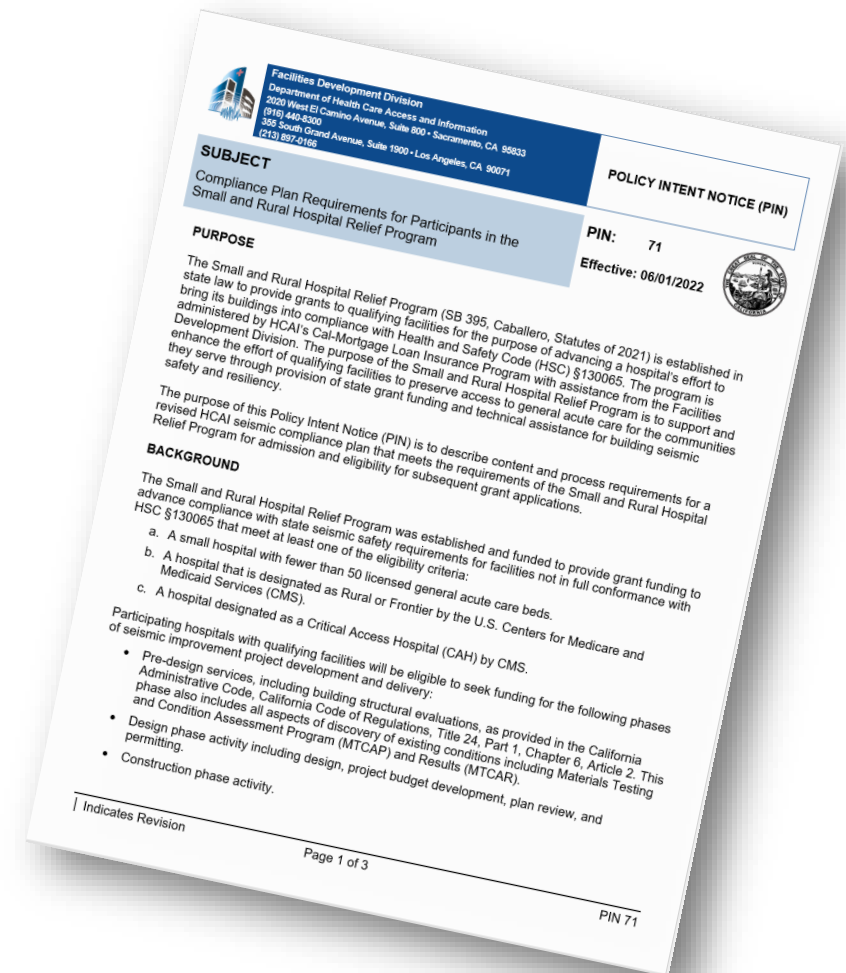 Facilities Development Division
Department of Health Care Access and Information
2020 West El Camino Avenue, Suite 800 • Sacramento, CA 95833
(916) 440-8300
355 South Grand Avenue, Suite 1900 • Los Angeles, CA 90071
(213) 897-0166
POLICY INTENT NOTICE (PIN)
SUBJECT
Compliance Plan Requirements for Participants in the
Small and Rural Hospital Relief Program
PIN: 71
Effective: 06/01/2022
PURPOSE
The Small and Rural Hospital Relief Program (SB 395, Caballero, Statutes of 2021) is established in
state law to provide grants to qualifying facilities for the purpose of advancing a hospital's effort to
bring its buildings into compliance with Health and Safety Code (HSC) §130065. The program is
administered by HCAI's Cal-Mortgage Loan Insurance Program with assistance from the Facilities
Development Division. The purpose of the Small and Rural Hospital Relief Program is to support and
enhance the effort of qualifying facilities to preserve access to general acute care for the communities
they serve through provision of state grant funding and technical assistance for building seismic
safety and resiliency.
The purpose of this Policy Intent Notice (PIN) is to describe content and process requirements for a
revised HCAI seismic compliance plan that meets the requirements of the Small and Rural Hospital
Relief Program for admission and eligibility for subsequent grant applications.
BACKGROUND
The Small and Rural Hospital Relief Program was established and funded to provide grant funding to
advance compliance with state seismic safety requirements for facilities not in full conformance with
HSC §130065 that meet at least one of the eligibility criteria:
a. A small hospital with fewer than 50 licensed general acute care beds.
b. A hospital that is designated as Rural or Frontier by the U.S. Centers for Medicare and
Medicaid Services (CMS).
c. A hospital designated as a Critical Access Hospital (CAH) by CMS.
Participating hospitals with qualifying facilities will be eligible to seek funding for the following phases
of seismic improvement project development and delivery:
• Pre-design services, including building structural evaluations, as provided in the California
Administrative Code, California Code of Regulations, Title 24, Part 1, Chapter 6, Article 2. This
phase also includes all aspects of discovery of existing conditions including Materials Testing
and Condition Assessment Program (MTCAP) and Results (MTCAR).
• Design phase activity including design, project budget development, plan review, and
permitting.
• Construction phase activity.
| Indicates Revision
Page 1 of 3
PIN 71